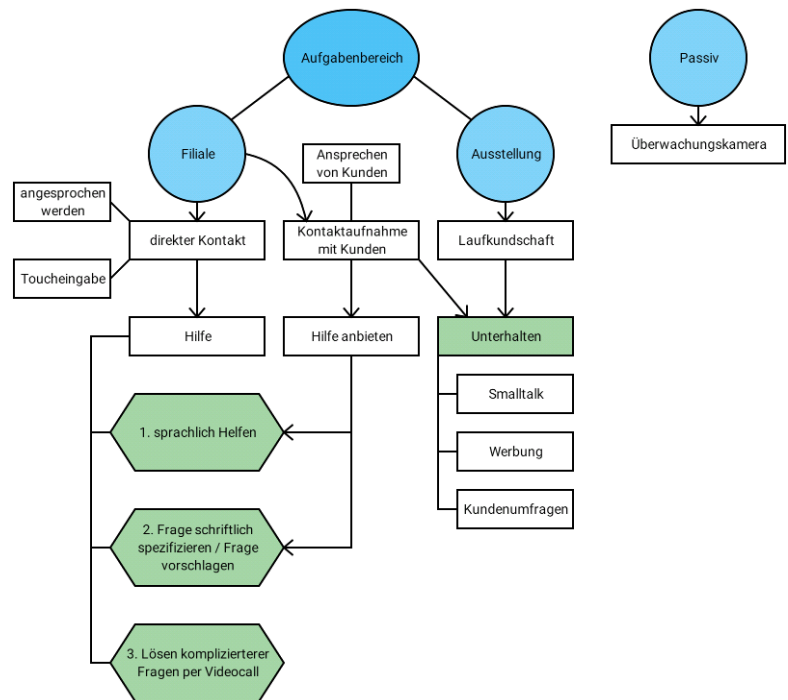 Aufgabenbereich
Passiv
Überwachungskamera
Filiale
Ansprechen
von Kunden
Ausstellung
angesprochen
werden
direkter Kontakt
Kontaktaufnahme
mit Kunden
Laufkundschaft
Toucheingabe
Hilfe
Hilfe anbieten
Unterhalten
Smalltalk
1. sprachlich Helfen
Werbung
Kundenumfragen
2. Frage schriftlich
spezifizieren / Frage
vorschlagen
3. Lösen komplizierterer
Fragen per Videocall